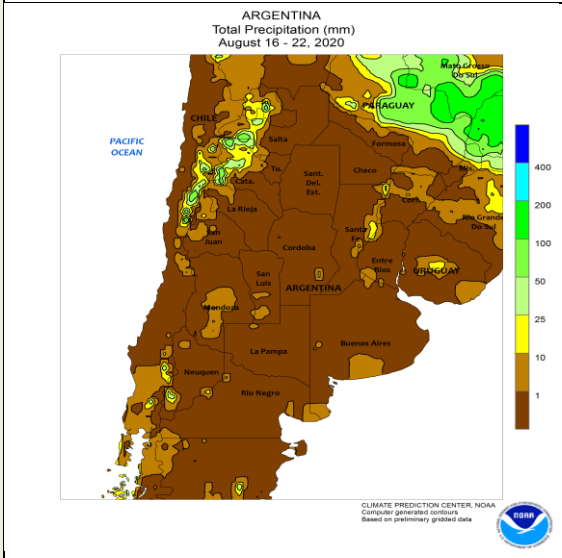 ARGENTINA
Total Precipitation (mm)
August 16 - 22, 2020
Mato Grosso
Do Sul
PARAGUAY
CHILE
PACIFIC
OCEAN
Salta
Formosa
Tu.
Chaco
Sant.
Del.
Est.
Mis.
Cata.
Corr.
La Rioja
Rio Grande
Do Sul
San
Juan
Santa
Fe
Cordoba
Entre
Rios
URUGUAY
San
Luis
ARGENTINA
Mendoza
Buenos Aires
La Pampa
Neuquen
Rio Negro
400
200
100
50
25
10
1
CLIMATE PREDICTION CENTER, NOAA
Computer generated contours
Based on preliminary gridded data
NOAA